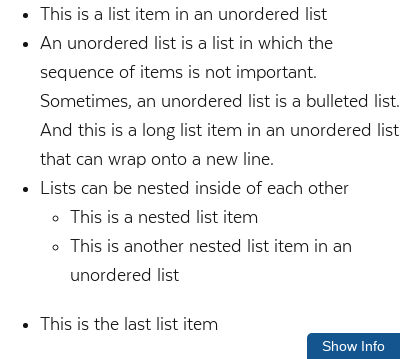 This is a list item in an unordered list
An unordered list is a list in which the
sequence of items is not important.
Sometimes, an unordered list is a bulleted list.
And this is a long list item in an unordered list
that can wrap onto a new line.
Lists can be nested inside of each other
This is a nested list item
This is another nested list item in an
unordered list
This is the last list item
Show Info